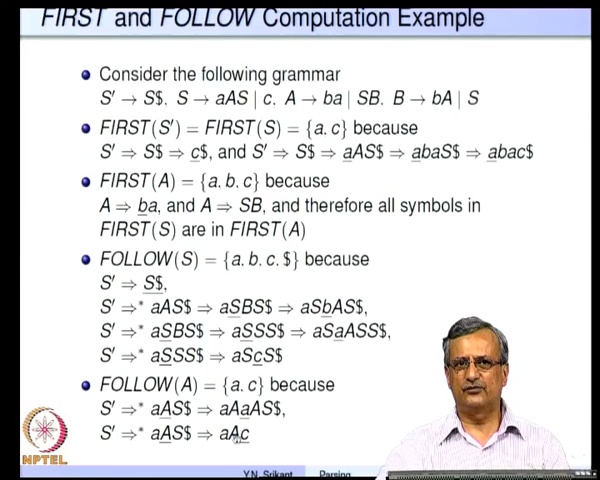 FIRST and FOLLOW Computation Example
Consider the following grammar
S′ → S$, S → aAS | c, A → ba | SB, B → bA | S
FIRST(S′) = FIRST(S) = {a, c} because
S′ ⇒ S$ ⇒ c$, and S′ ⇒ S$ ⇒ aAS$ ⇒ abaS$ ⇒ abac$
FIRST(A) = {a, b, c} because
A ⇒ ba, and A ⇒ SB, and therefore all symbols in
FIRST(S) are in FIRST(A)
FOLLOW(S) = {a, b, c, $} because
S′ ⇒ S$,
S′ ⇒* aAS$ ⇒ aSBS$ ⇒ aSbAS$,
S′ ⇒* aSBS$ ⇒ aSSS$ ⇒ aSaASS$,
S′ ⇒* aSSS$ ⇒ aScS$
FOLLOW(A) = {a, c} because
S′ ⇒* aAS$ ⇒ aAaAS$,
S′ ⇒* aAS$ ⇒ aAc
NPTEL
Y.N. Srikant Parsing